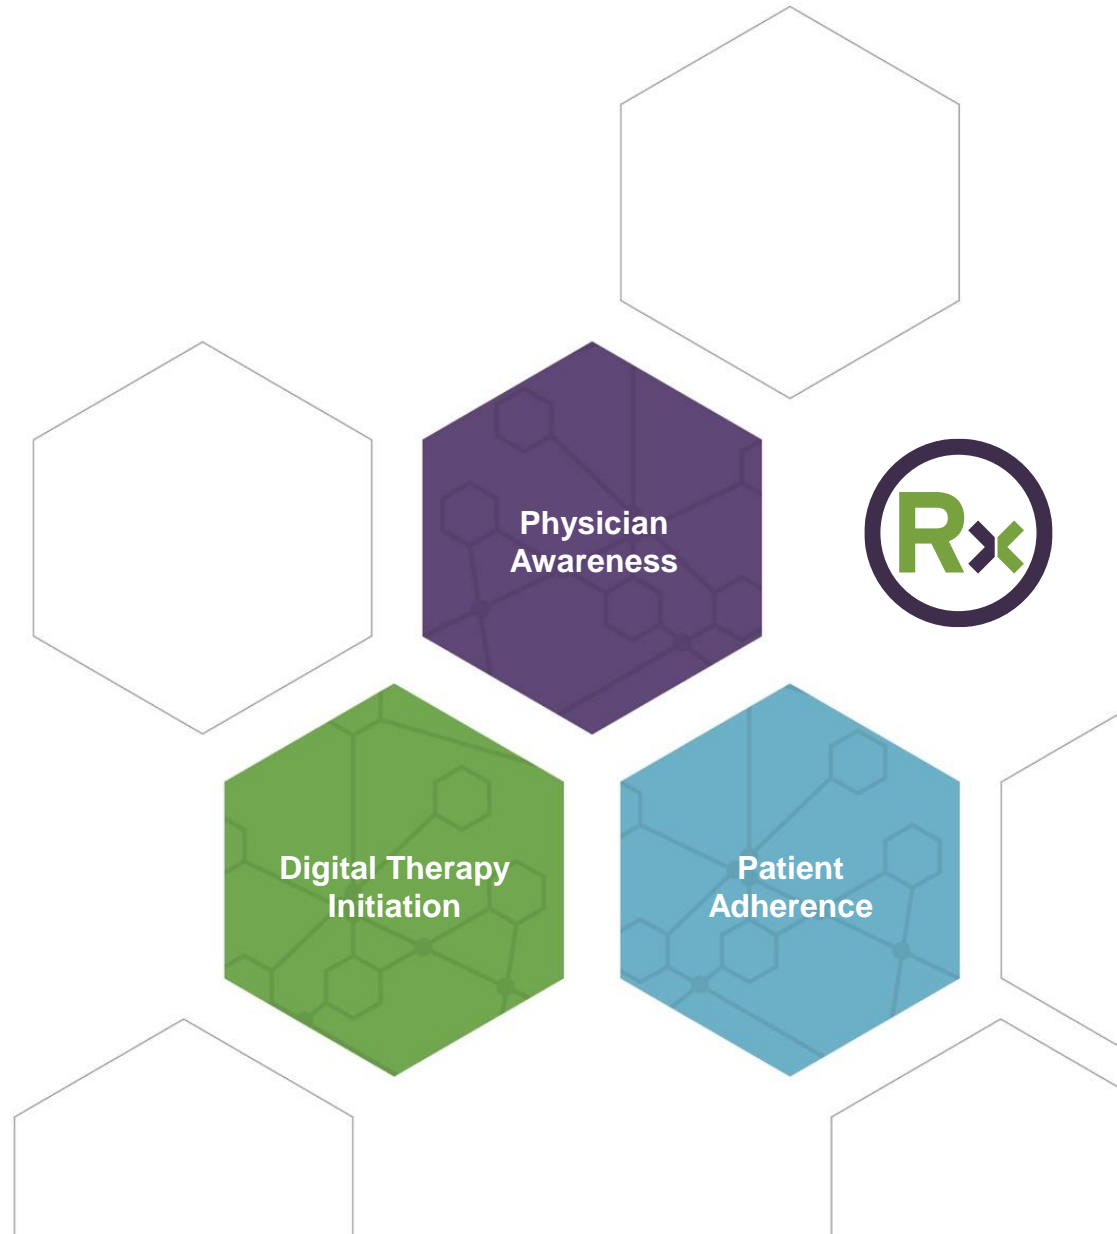 Physician
Awareness
Rx
Digital Therapy
Initiation
Patient
Adherence